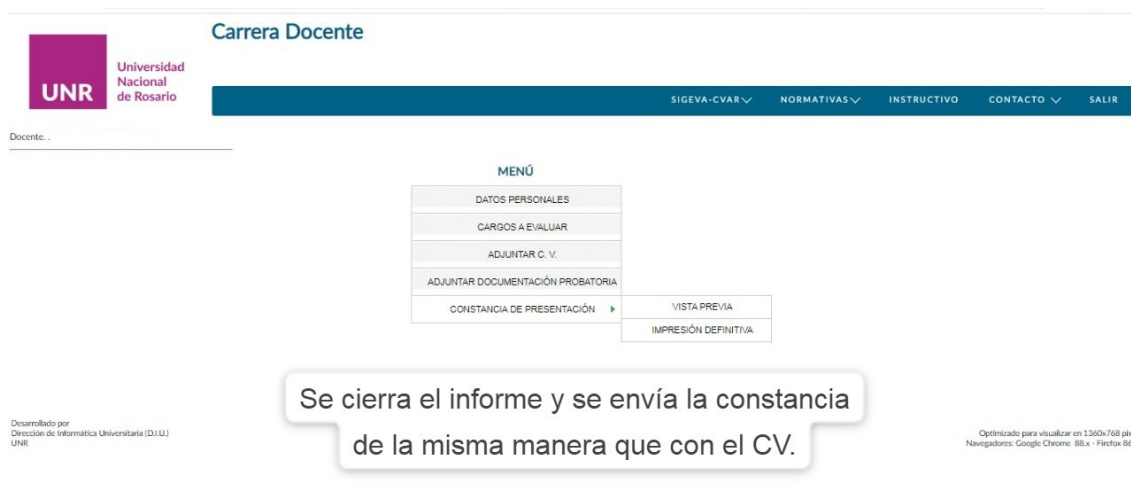 Carrera Docente
UNR
Universidad
Nacional
de Rosario
SIGEVA-CVAR NORMATIVAS INSTRUCTIVO CONTACTO SALIR
Docente. .
MENÚ
DATOS PERSONALES
CARGOS A EVALUAR
ADJUNTAR C. V.
ADJUNTAR DOCUMENTACIÓN PROBATORIA
CONSTANCIA DE PRESENTACIÓN
VISTA PREVIA
IMPRESIÓN DEFINITIVA
Se cierra el informe y se envía la constancia
de la misma manera que con el CV.
Desarrollado por
Dirección de Informática Universitaria (D.I.U.)
UNR
Optimizado para visualizar en 1360x768 pix
Navegadores: Google Chrome 88.x - Firefox 86